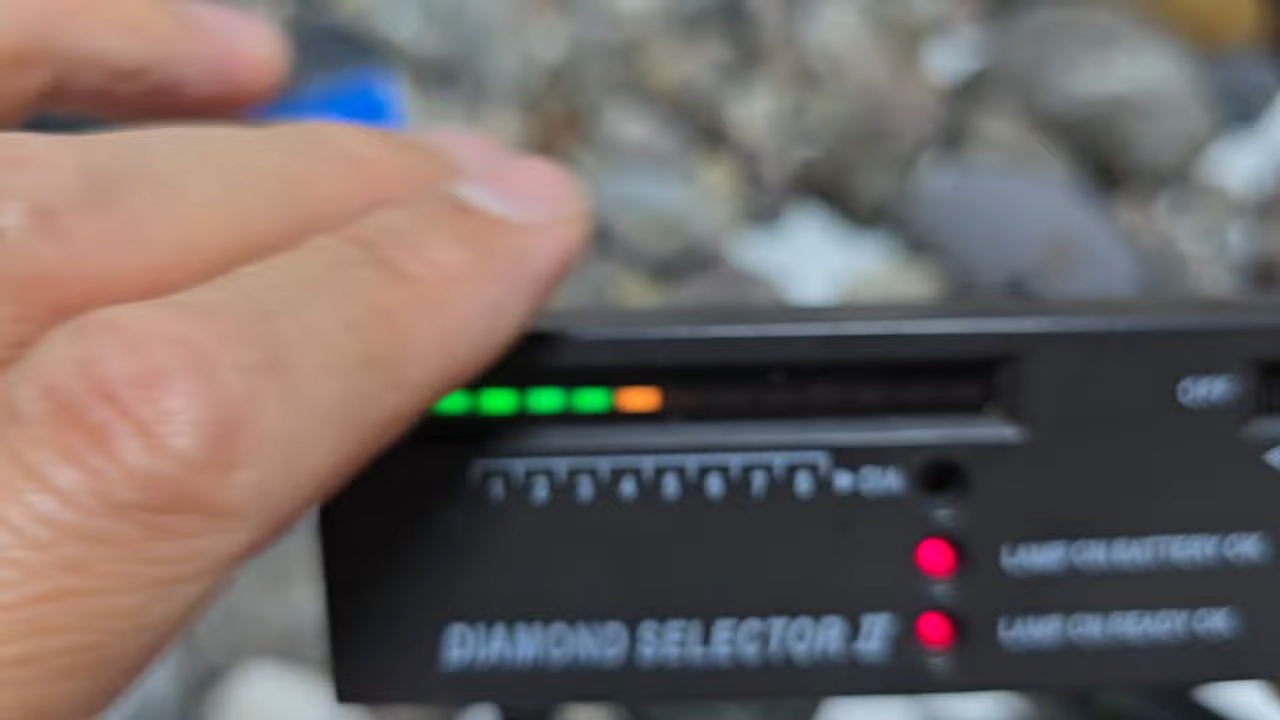 OFF
1 2 3 4 5 6 7 8
LAMP ON BATTERY OK
LAMP ON READY OK
DIAMOND SELECTOR II